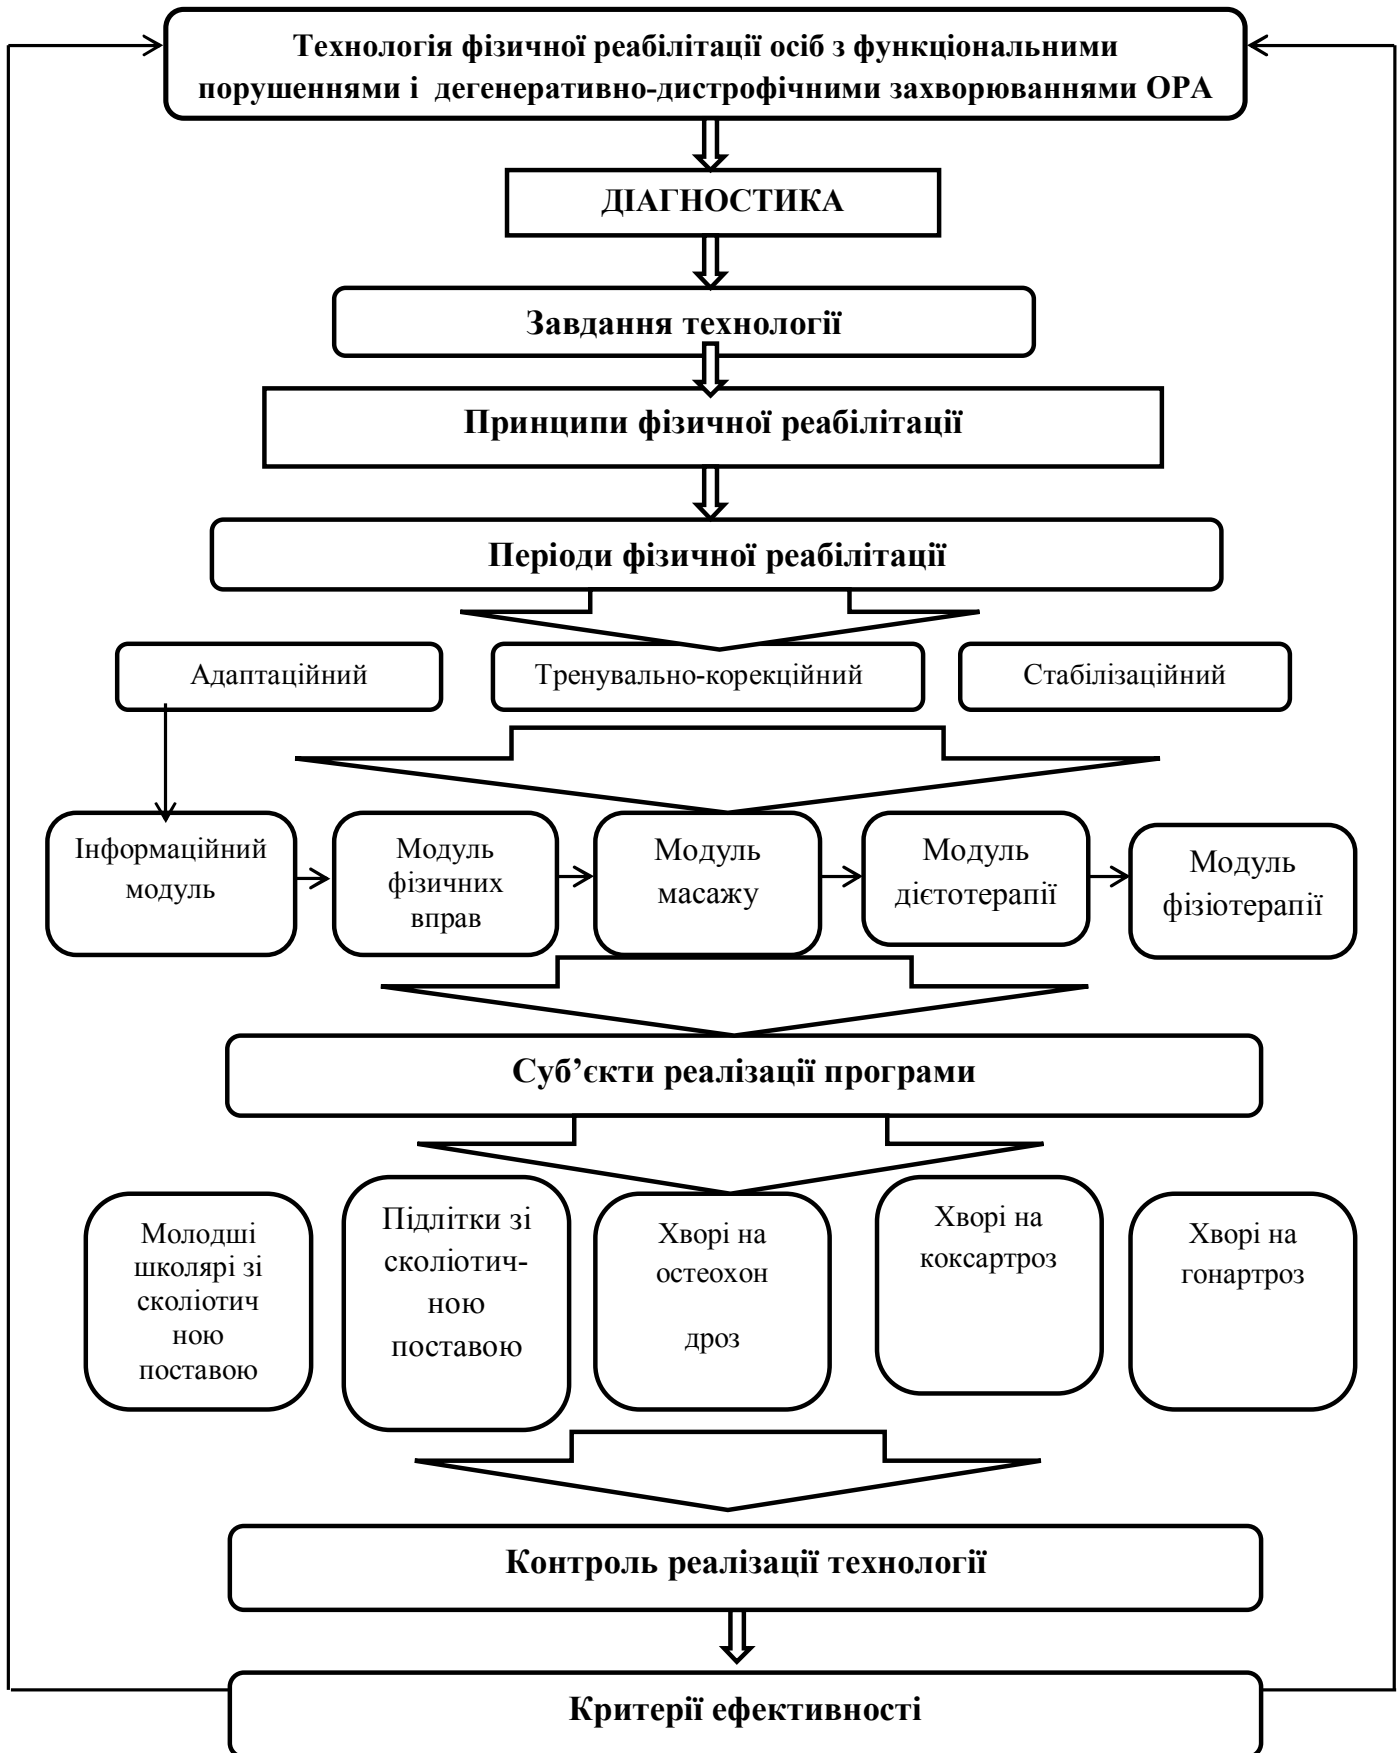 Технологія фізичної реабілітації осіб з функціональними
порушеннями і дегенеративно-дистрофічними захворюваннями ОРА
ДІАГНОСТИКА
Завдання технології
Принципи фізичної реабілітації
Періоди фізичної реабілітації
Адаптаційний
Тренувально-корекційний
Стабілізаційний
Інформаційний
модуль
Модуль
фізичних
вправ
Модуль
масажу
Модуль
дієтотерапії
Модуль
фізіотерапії
Суб’єкти реалізації програми
Молодші
школярі зі
сколіотич
ною
поставою
Підлітки зі
сколіотич-
ною
поставою
Хворі на
остеохон
дроз
Хворі на
коксартроз
Хворі на
гонартроз
Контроль реалізації технології
Критерії ефективності